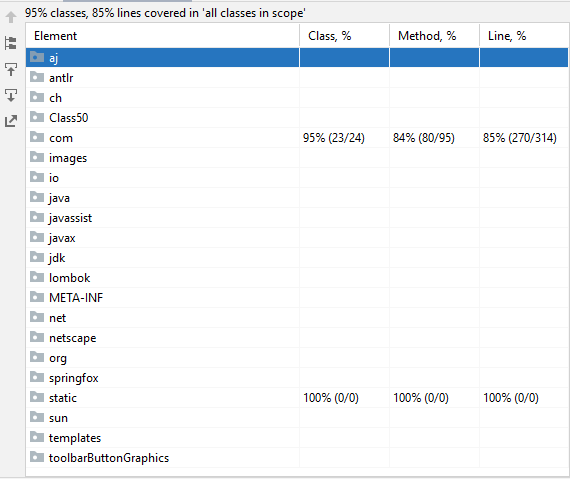 95% classes, 85% lines covered in 'all classes in scope'
Element Class, % Method, % Line, %
aj
antlr
ch
Class50
com 95% (23/24) 84% (80/95) 85% (270/314)
images
io
java
javassist
javax
jdk
lombok
META-INF
net
netscape
org
springfox
static 100% (0/0) 100% (0/0) 100% (0/0)
sun
templates
toolbarButtonGraphics